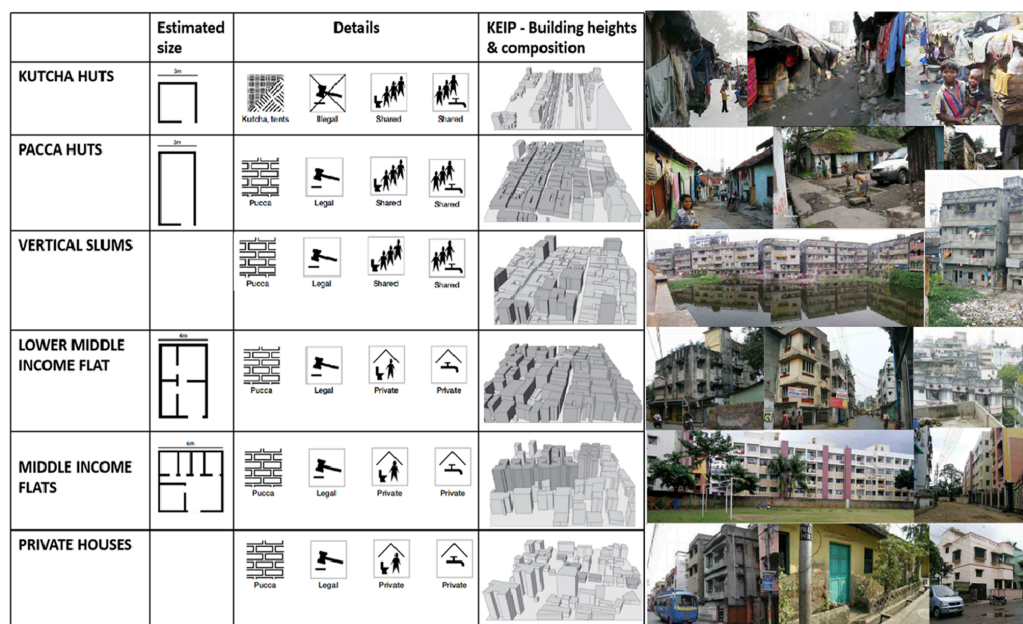 Estimated
size
Details
KEIP - Building heights
& composition
KUTCHA HUTS
3m
Kutcha, tents
Illegal
Shared
Shared
PACCA HUTS
3m
Pucca
Legal
Shared
Shared
VERTICAL SLUMS
Pucca
Legal
Shared
Shared
LOWER MIDDLE
INCOME FLAT
4m
Pucca
Legal
Private
Private
MIDDLE INCOME
FLATS
6m
Pucca
Legal
Private
Private
PRIVATE HOUSES
Pucca
Legal
Private
Private